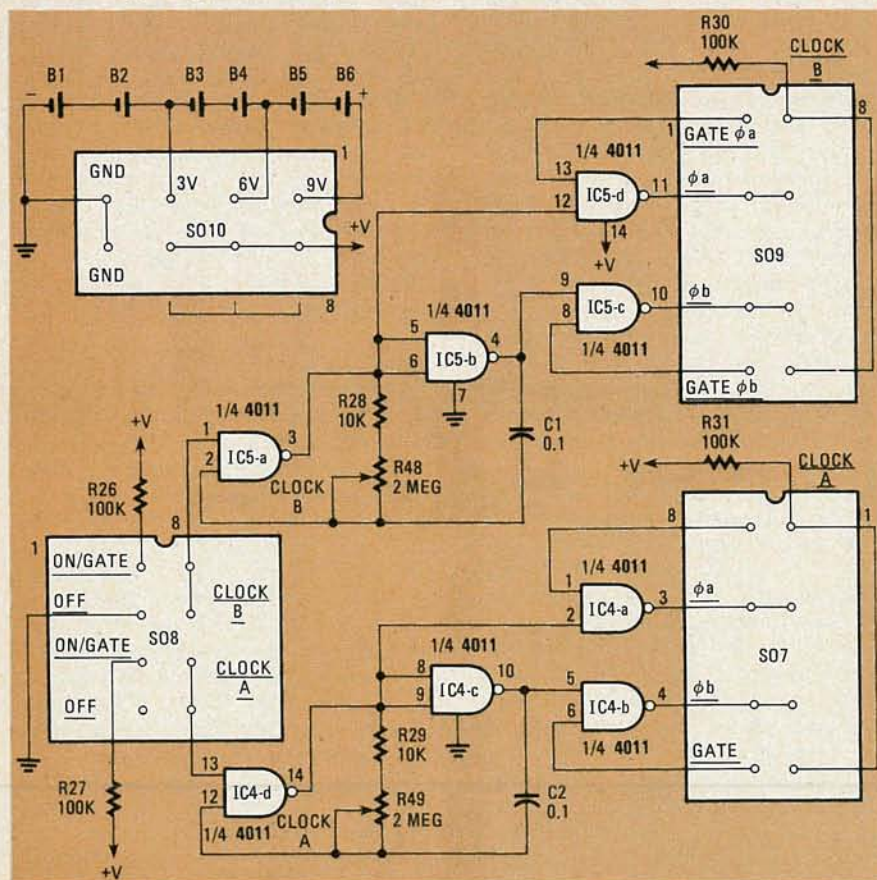 R30
100K
CLOCK
B
B1 B2 B3 B4 B5 B6
- +
1
GND
3V 6V 9V
SO10
+V
GND
8
1
8
GATE ϕa
1/4 4011
13
IC5-d
11
ϕa
12
14
+V
SO9
9
IC5-c
10
ϕb
8
1/4 4011
GATE ϕb
1/4 4011
5
6
IC5-b
4
7
R28
10K
C1
0.1
1/4 4011
1
2
IC5-a
3
CLOCK
B
R48
2 MEG
R31
100K
+V
CLOCK
A
+V
R26
100K
8
1
ON/GATE
OFF
CLOCK
B
SO8
ON/GATE
CLOCK
A
OFF
R27
100K
+V
8
1
1/4 4011
1
IC4-a
3
ϕa
2
SO7
1/4 4011
8
9
IC4-c
10
5
6
IC4-b
4
ϕb
1/4 4011
GATE
R29
10K
C2
0.1
13
12
IC4-d
14
1/4 4011
CLOCK
A
R49
2 MEG